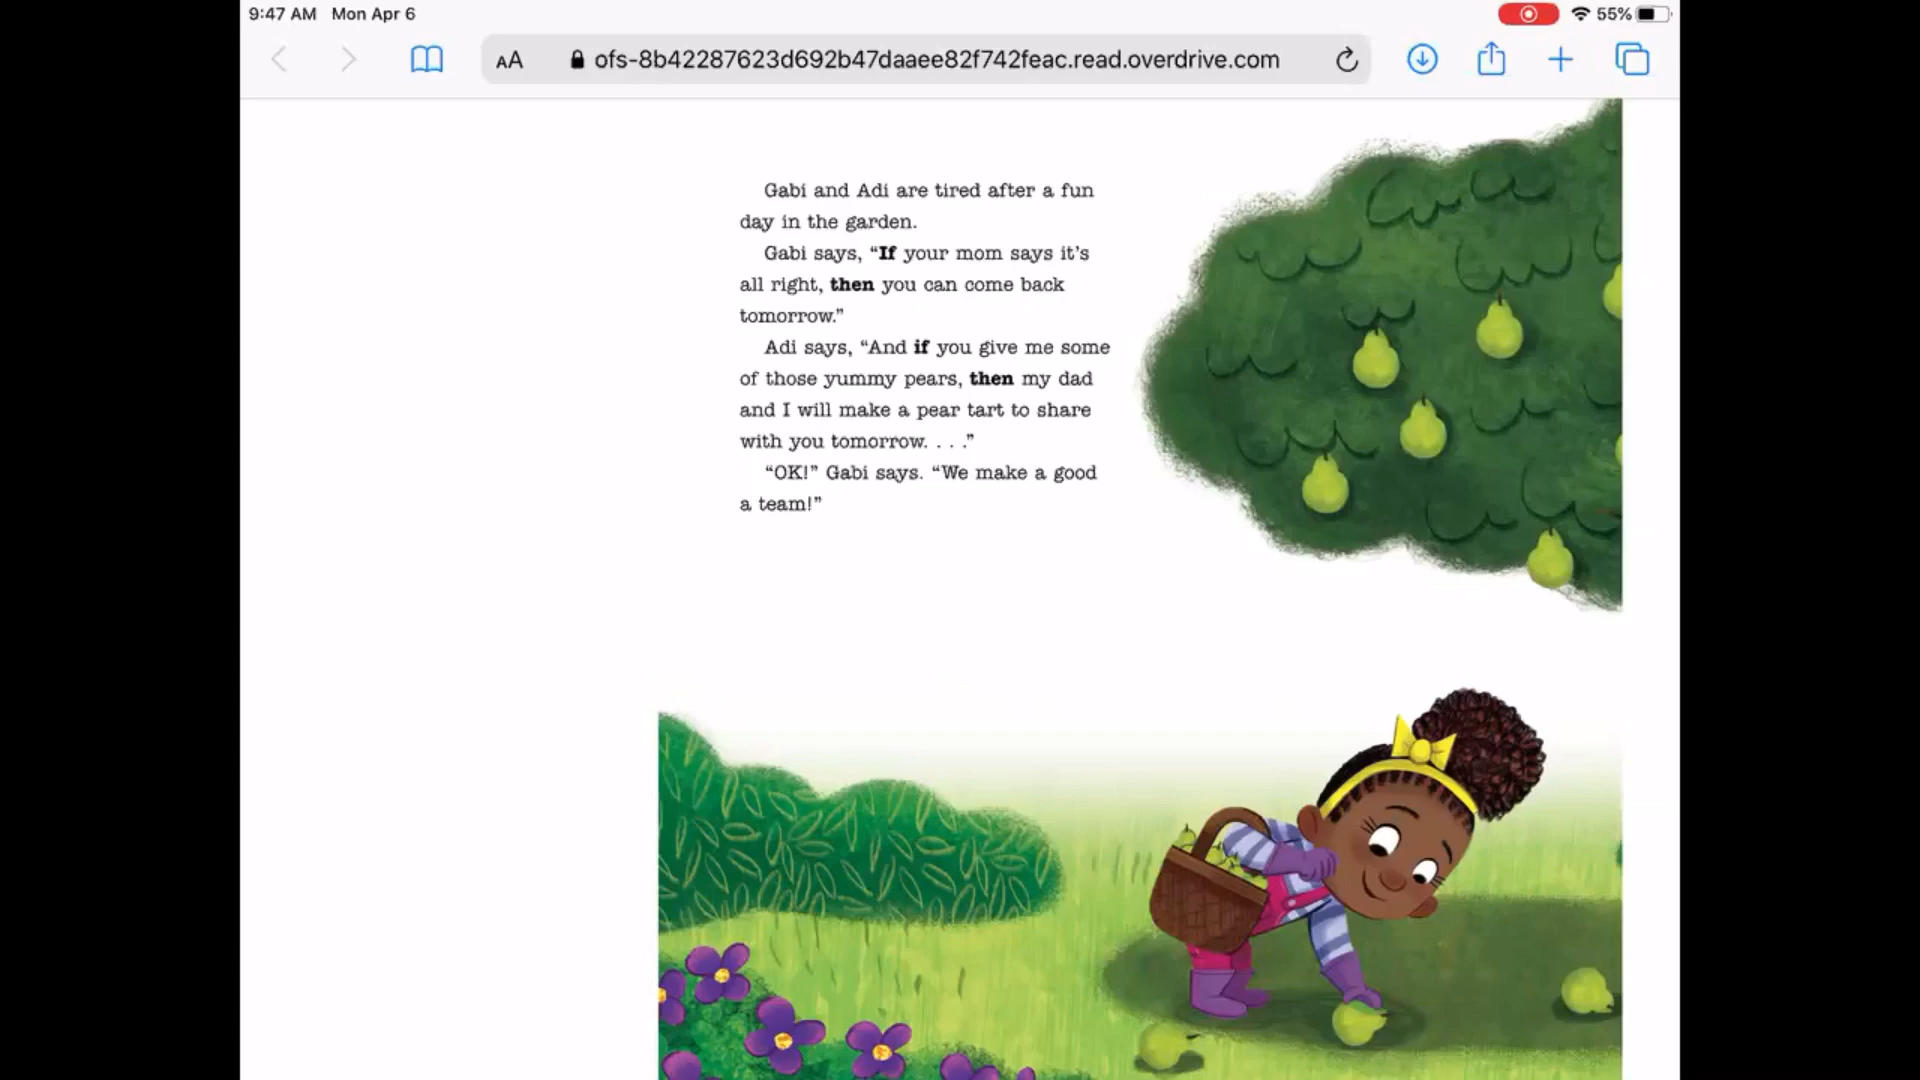 9:47 AM Mon Apr 6
55%
AA ofs-8b42287623d692b47daaee82f742feac.read.overdrive.com
Gabi and Adi are tired after a fun
day in the garden.
Gabi says, “If your mom says it’s
all right, then you can come back
tomorrow.”
Adi says, “And if you give me some
of those yummy pears, then my dad
and I will make a pear tart to share
with you tomorrow. . . .”
“OK!” Gabi says. “We make a good
a team!”